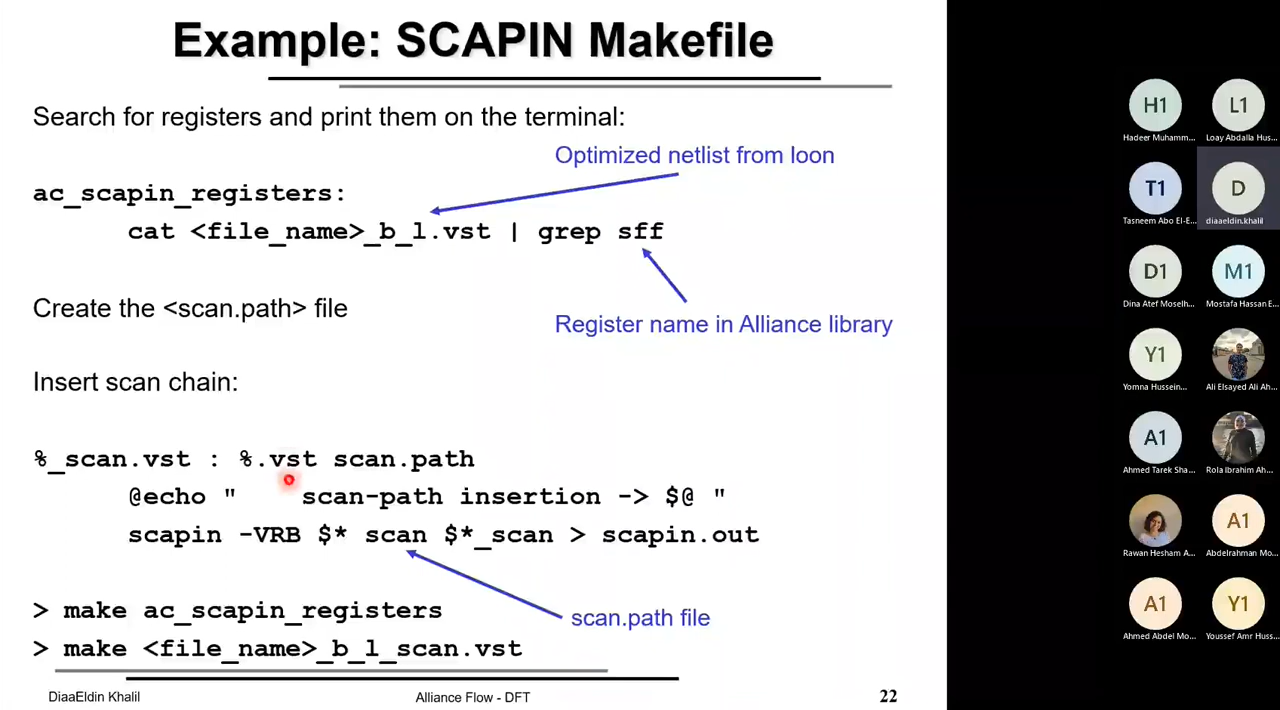 Example: SCAPIN Makefile
Search for registers and print them on the terminal:
Optimized netlist from loon
ac_scapin_registers:
cat <file_name>_b_l.vst | grep sff
Create the <scan.path> file
Register name in Alliance library
Insert scan chain:
%_scan.vst : %.vst scan.path
@echo "    scan-path insertion -> $@ "
scapin -VRB $* scan $*_scan > scapin.out
> make ac_scapin_registers
scan.path file
> make <file_name>_b_l_scan.vst
DiaaEldin Khalil
Alliance Flow - DFT
22
H1
L1
Hadeer Muhamm...
Loay Abdalla Hus...
T1
D
Tasneem Abo El-E...
diaaeldin.khalil
D1
M1
Dina Atef Moselh...
Mostafa Hassan E...
Y1
Yomna Hussein...
Ali Elsayed Ali Ah...
A1
Ahmed Tarek Sha...
Rola Ibrahim Ah...
A1
Rawan Hesham A...
Abdelrahman Mo...
A1
Y1
Ahmed Abdel Mo...
Youssef Amr Huss...